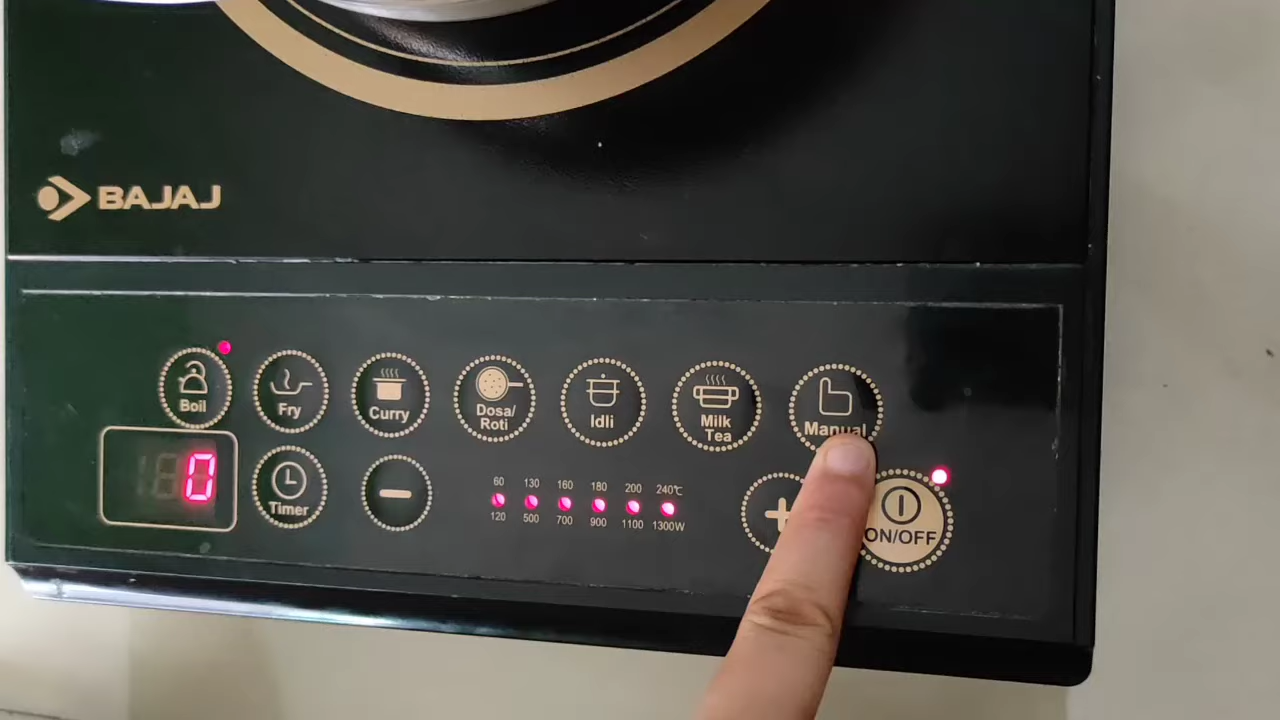 BAJAJ
Boil
Fry
Curry
Dosa/
Roti
Idli
Milk
Tea
Manual
0
Timer
60 130 160 180 200 240℃
120 500 700 900 1100 1300W
ON/OFF